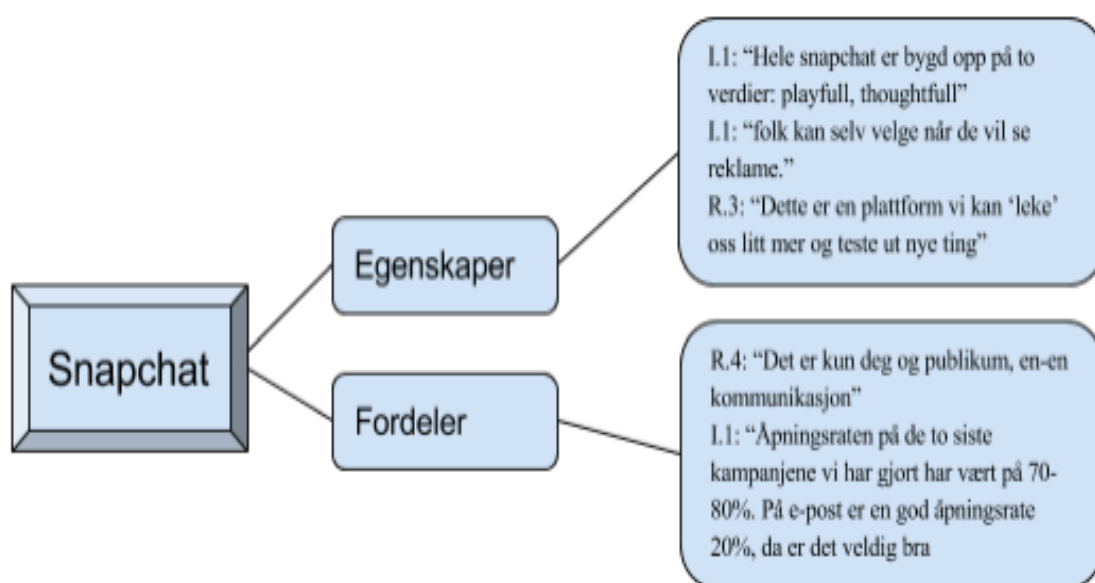 Snapchat
Egenskaper
I.1: “Hele snapchat er bygd opp på to
verdier: playfull, thoughtfull”
I.1: “folk kan selv velge når de vil se
reklame.”
R.3: “Dette er en plattform vi kan ‘leke’
oss litt mer og teste ut nye ting”
Fordeler
R.4: “Det er kun deg og publikum, en-en
kommunikasjon”
I.1: “Åpningsraten på de to siste
kampanjene vi har gjort har vært på 70-
80%. På e-post er en god åpningsrate
20%, da er det veldig bra